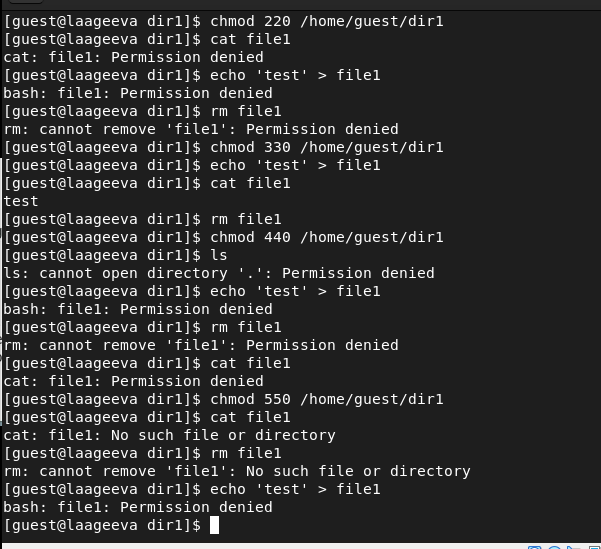 [guest@laageeva dir1]$ chmod 220 /home/guest/dir1
[guest@laageeva dir1]$ cat file1
cat: file1: Permission denied
[guest@laageeva dir1]$ echo 'test' > file1
bash: file1: Permission denied
[guest@laageeva dir1]$ rm file1
rm: cannot remove 'file1': Permission denied
[guest@laageeva dir1]$ chmod 330 /home/guest/dir1
[guest@laageeva dir1]$ echo 'test' > file1
[guest@laageeva dir1]$ cat file1
test
[guest@laageeva dir1]$ rm file1
[guest@laageeva dir1]$ chmod 440 /home/guest/dir1
[guest@laageeva dir1]$ ls
ls: cannot open directory '.': Permission denied
[guest@laageeva dir1]$ echo 'test' > file1
bash: file1: Permission denied
[guest@laageeva dir1]$ rm file1
rm: cannot remove 'file1': Permission denied
[guest@laageeva dir1]$ cat file1
cat: file1: Permission denied
[guest@laageeva dir1]$ chmod 550 /home/guest/dir1
[guest@laageeva dir1]$ cat file1
cat: file1: No such file or directory
[guest@laageeva dir1]$ rm file1
rm: cannot remove 'file1': No such file or directory
[guest@laageeva dir1]$ echo 'test' > file1
bash: file1: Permission denied
[guest@laageeva dir1]$